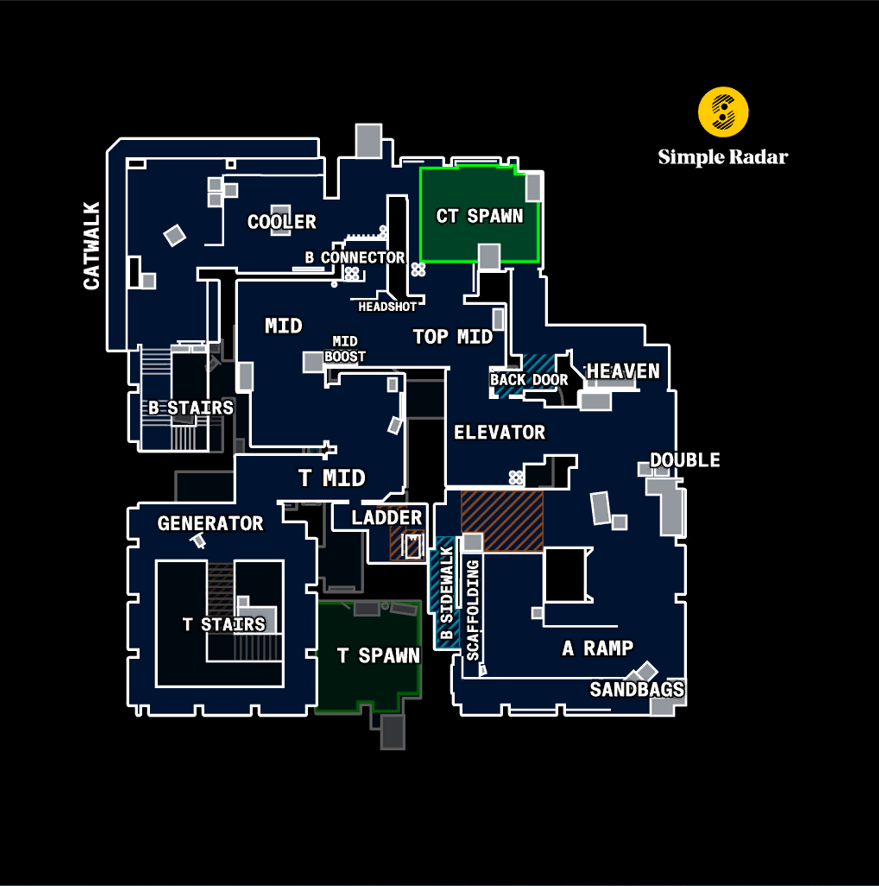 Simple Radar
CATWALK
COOLER
CT SPAWN
B CONNECTOR
HEADSHOT
MID
TOP MID
MID
BOOST
BACK DOOR
HEAVEN
B STAIRS
ELEVATOR
DOUBLE
T MID
GENERATOR
LADDER
B SIDEWALK
SCAFFOLDING
T STAIRS
T SPAWN
A RAMP
SANDBAGS